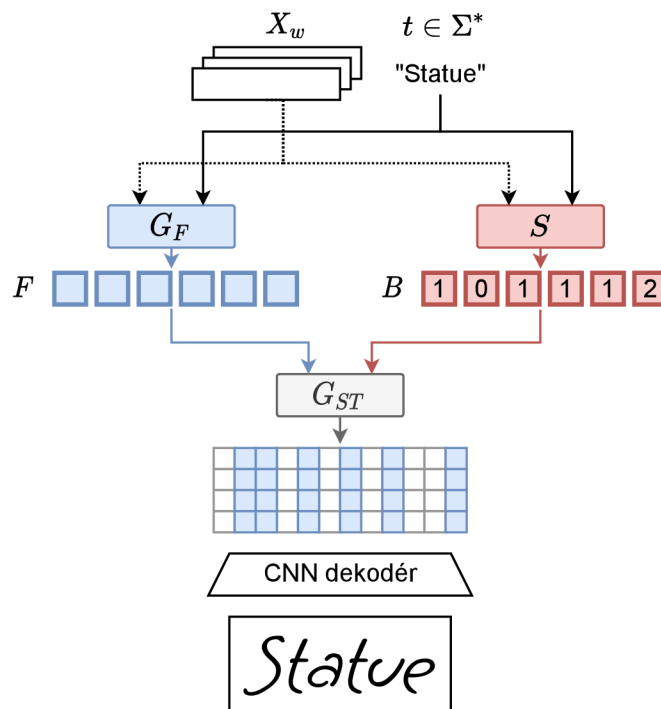 X_w t ∈ Σ*
"Statue"
G_F S
F B 1 0 1 1 1 2
G_ST
CNN dekodér
Statue